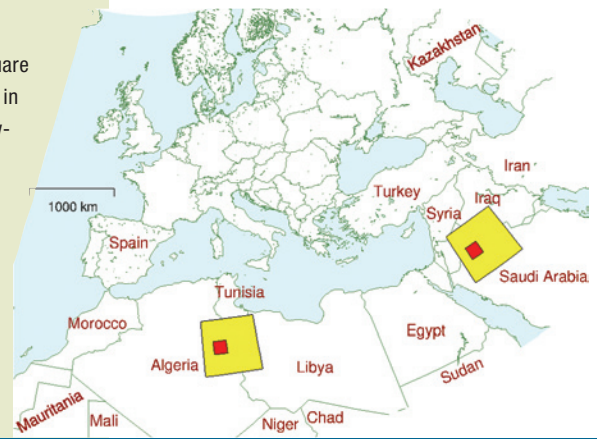 in
Kazakhstan
Iran
1000 km
Turkey
Iraq
Syria
Spain
Saudi Arabia
Tunisia
Morocco
Egypt
Algeria
Libya
Sudan
Mauritania
Mali
Niger
Chad